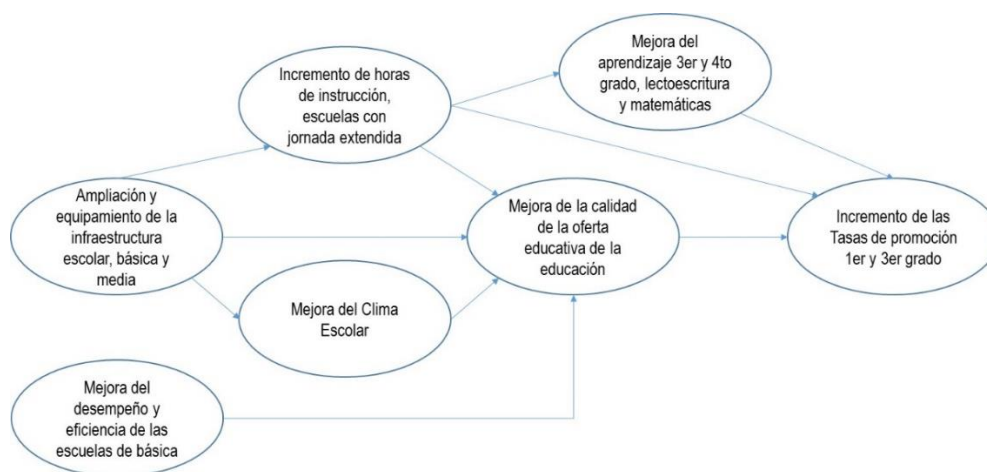 Mejora del
aprendizaje 3er y 4to
grado, lectoescritura
y matemáticas
Incremento de horas
de instrucción,
escuelas con
jornada extendida
Ampliación y
equipamiento de la
infraestructura
escolar, básica y
media
Mejora de la calidad
de la oferta
educativa de la
educación
Incremento de las
Tasas de promoción
1er y 3er grado
Mejora del Clima
Escolar
Mejora del
desempeño y
eficiencia de las
escuelas de básica